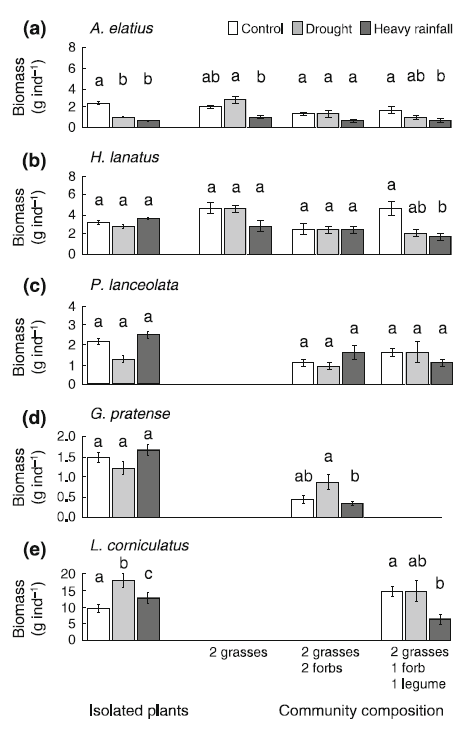 (a) A. elatius
Control Drought Heavy rainfall
Biomass
(g ind–1)
8
6
4
2
0
a b b ab a b a a a a ab b
(b) H. lanatus
Biomass
(g ind–1)
8
6
4
2
0
a a a a a a a a a a ab b
(c) P. lanceolata
Biomass
(g ind–1)
4
3
2
1
0
a a a a a a a a a
(d) G. pratense
Biomass
(g ind–1)
2.0
1.5
1.0
0.5
0.0
a a a ab a b
(e) L. corniculatus
Biomass
(g ind–1)
20
15
10
5
0
a b c a ab b
2 grasses 2 grasses 2 grasses
2 forbs 1 forb
1 legume
Isolated plants Community composition